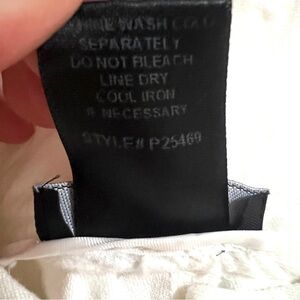 WASH COLD
SEPARATELY
DO NOT BLEACH
LINE DRY
COOL IRON
IF NECESSARY
STYLE# P25469